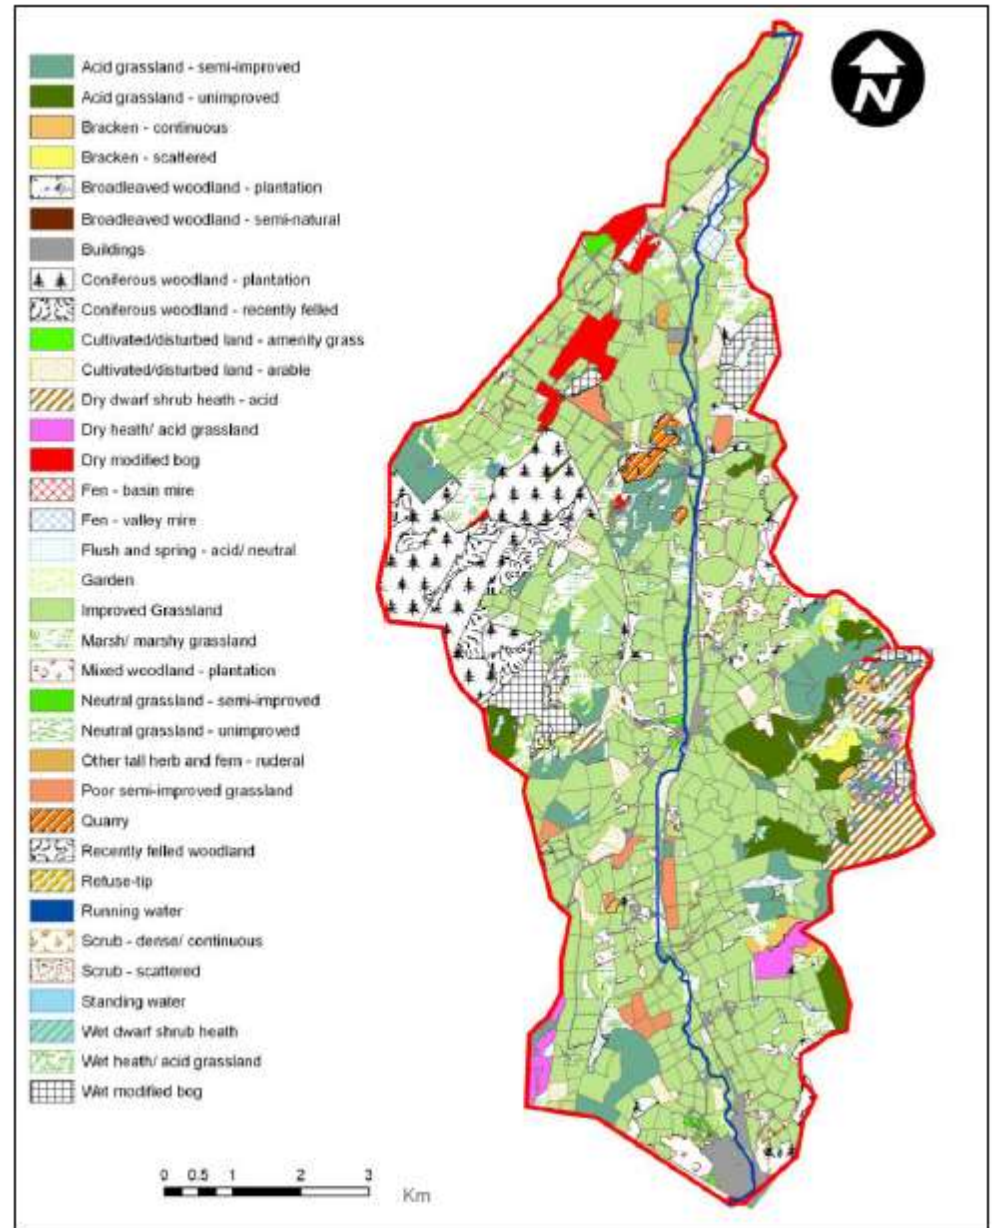 N
Acid grassland - semi-improved
Acid grassland - unimproved
Bracken - continuous
Bracken - scattered
Broadleaved woodland - plantation
Broadleaved woodland - semi-natural
Buildings
Coniferous woodland - plantation
Coniferous woodland - recently felled
Cultivated/disturbed land - amenity grass
Cultivated/disturbed land - arable
Dry dwarf shrub heath - acid
Dry heath/ acid grassland
Dry modified bog
Fen - basin mire
Fen - valley mire
Flush and spring - acid/ neutral
Garden
Improved Grassland
Marsh/ marshy grassland
Mixed woodland - plantation
Neutral grassland - semi-improved
Neutral grassland - unimproved
Other tall herb and fern - ruderal
Poor semi-improved grassland
Quarry
Recently felled woodland
Refuse-tip
Running water
Scrub - dense/ continuous
Scrub - scattered
Standing water
Wet dwarf shrub heath
Wet heath/ acid grassland
Wet modified bog
0 0.5 1 2 3
Km